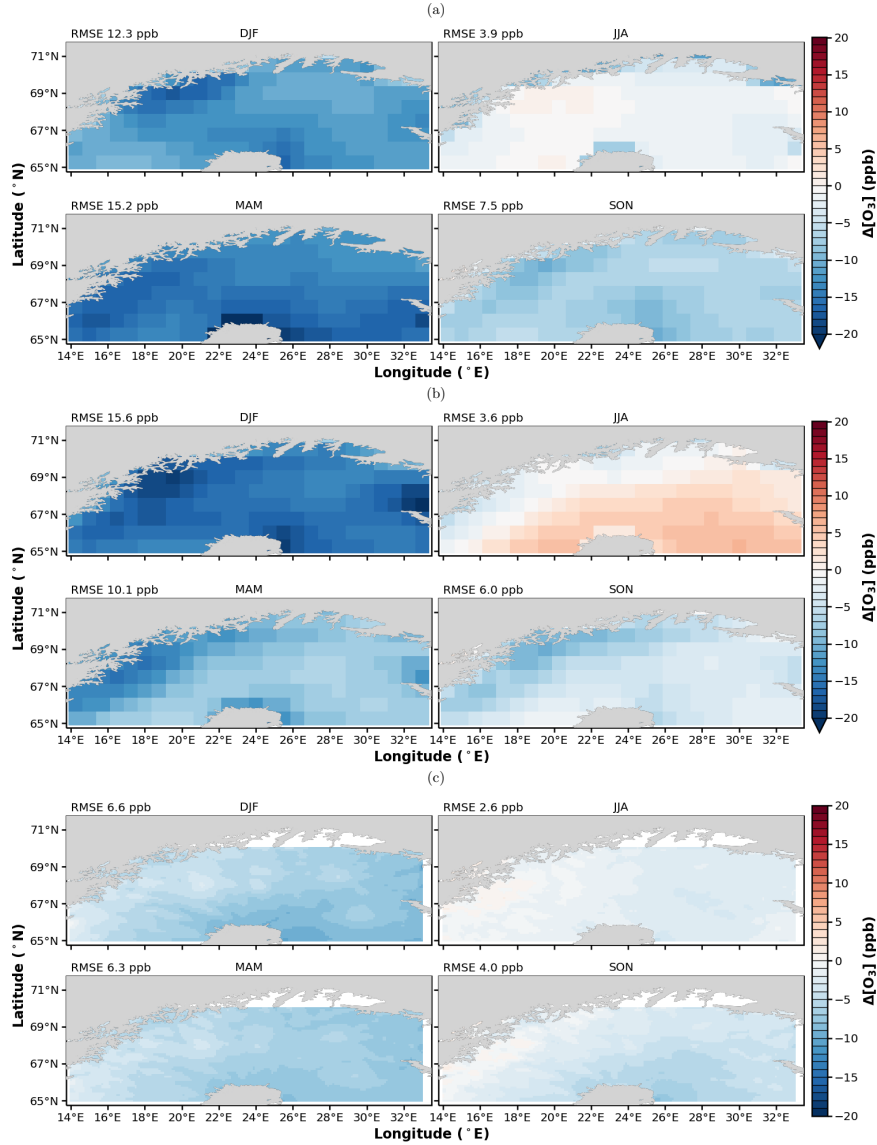 (a)
RMSE 12.3 ppb DJF
RMSE 3.9 ppb JJA
71°N
69°N
67°N
65°N
RMSE 15.2 ppb MAM
RMSE 7.5 ppb SON
71°N
69°N
67°N
65°N
14°E 16°E 18°E 20°E 22°E 24°E 26°E 28°E 30°E 32°E
16°E 18°E 20°E 22°E 24°E 26°E 28°E 30°E 32°E
Latitude (°N)
Longitude (°E)
20
15
10
5
0
−5
−10
−15
−20
Δ[O₃] (ppb)
(b)
RMSE 15.6 ppb DJF
RMSE 3.6 ppb JJA
71°N
69°N
67°N
65°N
RMSE 10.1 ppb MAM
RMSE 6.0 ppb SON
71°N
69°N
67°N
65°N
14°E 16°E 18°E 20°E 22°E 24°E 26°E 28°E 30°E 32°E
16°E 18°E 20°E 22°E 24°E 26°E 28°E 30°E 32°E
Latitude (°N)
Longitude (°E)
20
15
10
5
0
−5
−10
−15
−20
Δ[O₃] (ppb)
(c)
RMSE 6.6 ppb DJF
RMSE 2.6 ppb JJA
71°N
69°N
67°N
65°N
RMSE 6.3 ppb MAM
RMSE 4.0 ppb SON
71°N
69°N
67°N
65°N
14°E 16°E 18°E 20°E 22°E 24°E 26°E 28°E 30°E 32°E
16°E 18°E 20°E 22°E 24°E 26°E 28°E 30°E 32°E
Latitude (°N)
Longitude (°E)
20
15
10
5
0
−5
−10
−15
−20
Δ[O₃] (ppb)